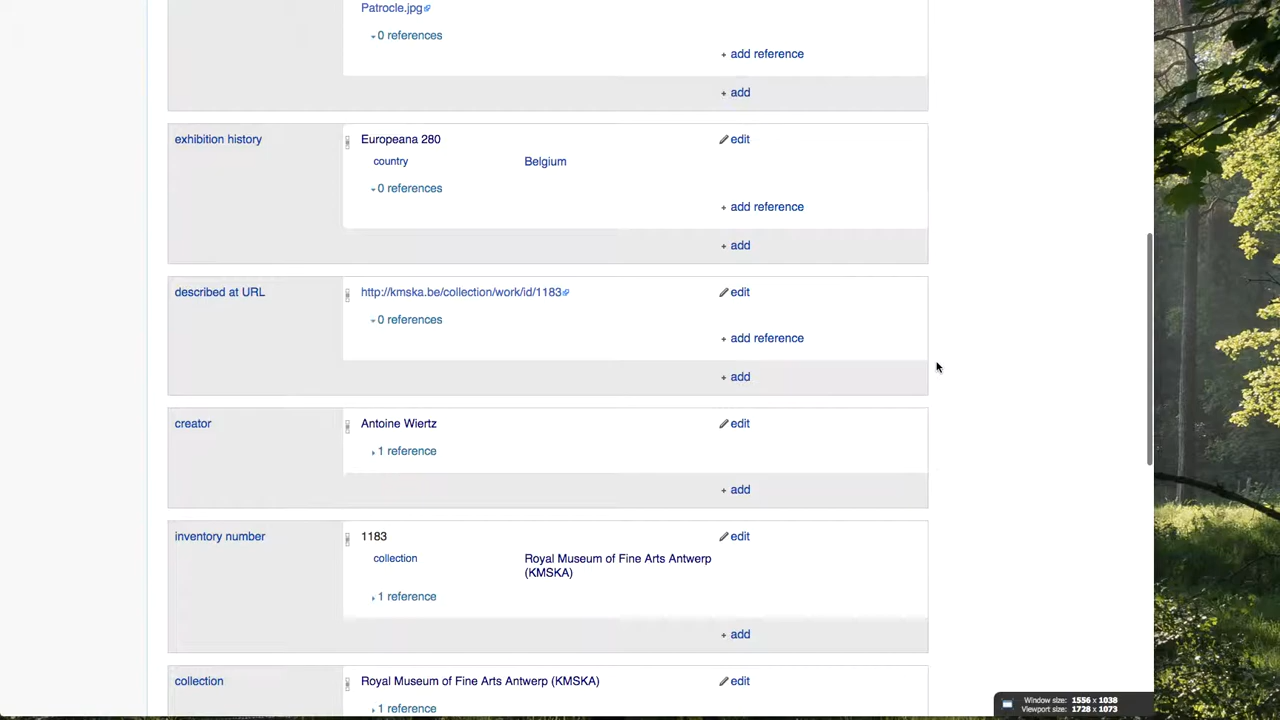 Patrocle.jpg
0 references
+ add reference
+ add
exhibition history
Europeana 280
edit
country
Belgium
0 references
+ add reference
+ add
described at URL
http://kmska.be/collection/work/id/1183
edit
0 references
+ add reference
+ add
creator
Antoine Wiertz
edit
1 reference
+ add
inventory number
1183
edit
collection
Royal Museum of Fine Arts Antwerp
(KMSKA)
1 reference
+ add
collection
Royal Museum of Fine Arts Antwerp (KMSKA)
edit
1 reference
Window size: 1556 x 1038
Viewport size: 1728 x 1073